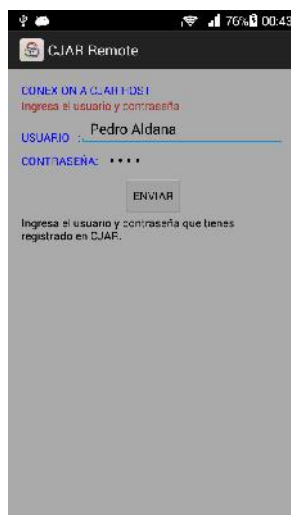 76% 00:43
CJAR Remote
CONEXION A CJAR HOST
Ingresa el usuario y contraseña
USUARIO : Pedro Aldana
CONTRASEÑA: ••••
ENVIAR
Ingresa el usuario y contraseña que tienes
registrado en CJAR.